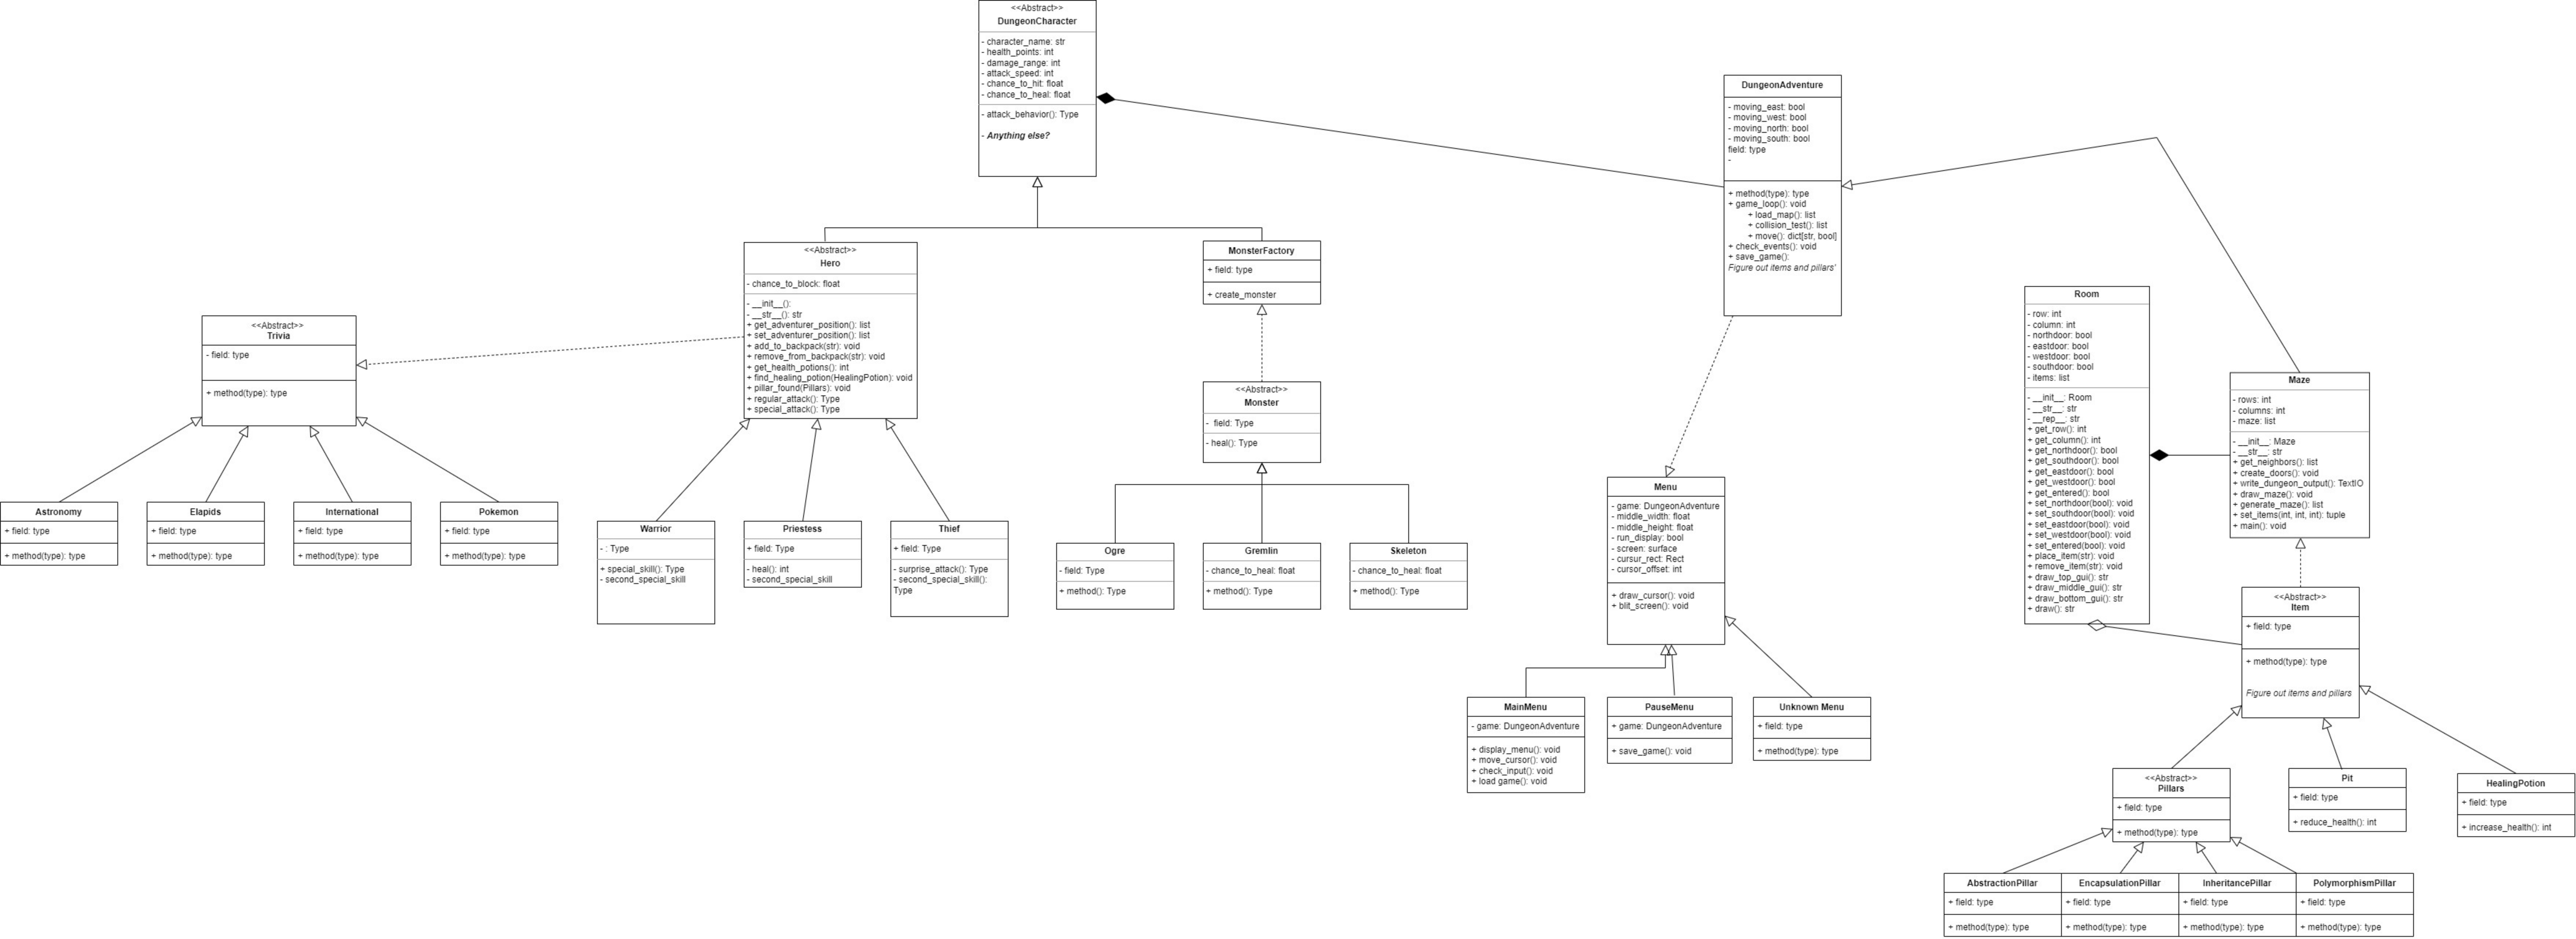 <<Abstract>>
DungeonCharacter
- character_name: str
- health_points: int
- damage_range: int
- attack_speed: int
- chance_to_hit: float
- chance_to_heal: float
- attack_behavior(): Type
- Anything else?
DungeonAdventure
- moving_east: bool
- moving_west: bool
- moving_north: bool
- moving_south: bool
field: type
-
+ method(type): type
+ game_loop(): void
+ load_map(): list
+ collision_test(): list
+ move(): dict[str, bool]
+ check_events(): void
+ save_game():
Figure out items and pillars'
<<Abstract>>
Hero
- chance_to_block: float
- __init__():
- __str__(): str
+ get_adventurer_position(): list
+ set_adventurer_position(): list
+ add_to_backpack(str): void
+ remove_from_backpack(str): void
+ get_health_potions(): int
+ find_healing_potion(HealingPotion): void
+ pillar_found(Pillars): void
+ regular_attack(): Type
+ special_attack(): Type
MonsterFactory
+ field: type
+ create_monster
<<Abstract>>
Trivia
- field: type
+ method(type): type
<<Abstract>>
Monster
- field: Type
- heal(): Type
Room
- row: int
- column: int
- northdoor: bool
- eastdoor: bool
- westdoor: bool
- southdoor: bool
- items: list
- __init__: Room
- __str__: str
- __rep__: str
+ get_row(): int
+ get_column(): int
+ get_northdoor(): bool
+ get_southdoor(): bool
+ get_eastdoor(): bool
+ get_westdoor(): bool
+ get_entered(): bool
+ set_northdoor(bool): void
+ set_southdoor(bool): void
+ set_eastdoor(bool): void
+ set_westdoor(bool): void
+ set_entered(bool): void
+ place_item(str): void
+ remove_item(str): void
+ draw_top_gui(): str
+ draw_middle_gui(): str
+ draw_bottom_gui(): str
+ draw(): str
Maze
- rows: int
- columns: int
- maze: list
- __init__: Maze
- __str__: str
+ get_neighbors(): list
+ create_doors(): void
+ write_dungeon_output(): TextIO
+ draw_maze(): void
+ generate_maze(): list
+ set_items(int, int, int): tuple
+ main(): void
Astronomy
+ field: type
+ method(type): type
Elapids
+ field: type
+ method(type): type
International
+ field: type
+ method(type): type
Pokemon
+ field: type
+ method(type): type
Warrior
- : Type
+ special_skill(): Type
- second_special_skill
Priestess
+ field: Type
- heal(): int
- second_special_skill
Thief
+ field: Type
- surprise_attack(): Type
- second_special_skill():
Type
Ogre
- field: Type
+ method(): Type
Gremlin
- chance_to_heal: float
+ method(): Type
Skeleton
- chance_to_heal: float
+ method(): Type
Menu
- game: DungeonAdventure
- middle_width: float
- middle_height: float
- run_display: bool
- screen: surface
- cursur_rect: Rect
- cursor_offset: int
+ draw_cursor(): void
+ blit_screen(): void
<<Abstract>>
Item
+ field: type
+ method(type): type
Figure out items and pillars
MainMenu
- game: DungeonAdventure
+ display_menu(): void
+ move_cursor(): void
+ check_input(): void
+ load game(): void
PauseMenu
+ game: DungeonAdventure
+ save_game(): void
Unknown Menu
+ field: type
+ method(type): type
<<Abstract>>
Pillars
+ field: type
+ method(type): type
Pit
+ field: type
+ reduce_health(): int
HealingPotion
+ field: type
+ increase_health(): int
AbstractionPillar
+ field: type
+ method(type): type
EncapsulationPillar
+ field: type
+ method(type): type
InheritancePillar
+ field: type
+ method(type): type
PolymorphismPillar
+ field: type
+ method(type): type